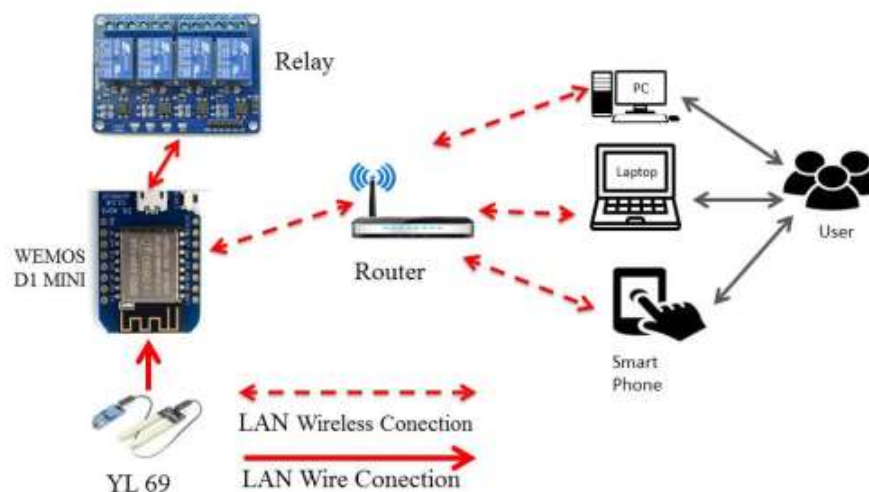 Relay
PC
Laptop
WEMOS
D1 MINI
User
Router
Smart
Phone
LAN Wireless Conection
LAN Wire Conection
YL 69